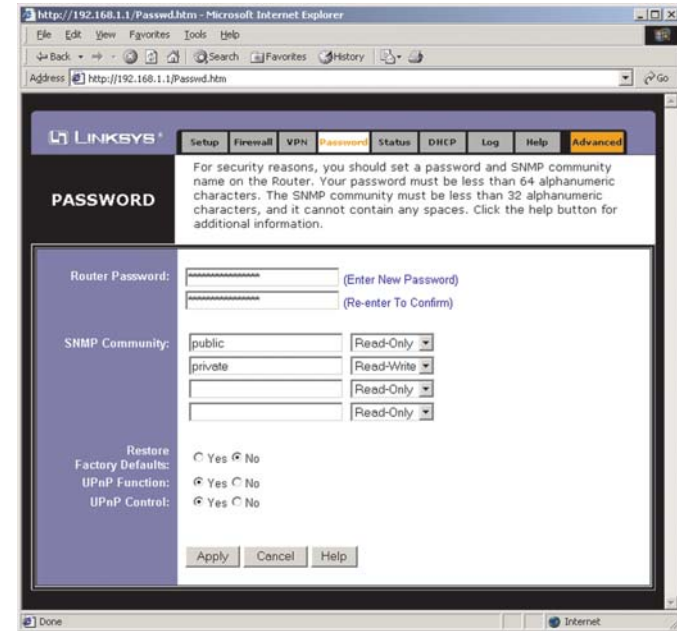 http://192.168.1.1/Passwd.htm - Microsoft Internet Explorer
File Edit View Favorites Tools Help
Back Search Favorites History
Address http://192.168.1.1/Passwd.htm Go
LINKSYS®
Setup Firewall VPN Password Status DHCP Log Help Advanced
PASSWORD
For security reasons, you should set a password and SNMP community
name on the Router. Your password must be less than 64 alphanumeric
characters. The SNMP community must be less than 32 alphanumeric
characters, and it cannot contain any spaces. Click the help button for
additional information.
Router Password: **************** (Enter New Password)
**************** (Re-enter To Confirm)
SNMP Community: public Read-Only
private Read-Write
Read-Only
Read-Only
Restore
Factory Defaults: Yes No
UPnP Function: Yes No
UPnP Control: Yes No
Apply Cancel Help
Done Internet